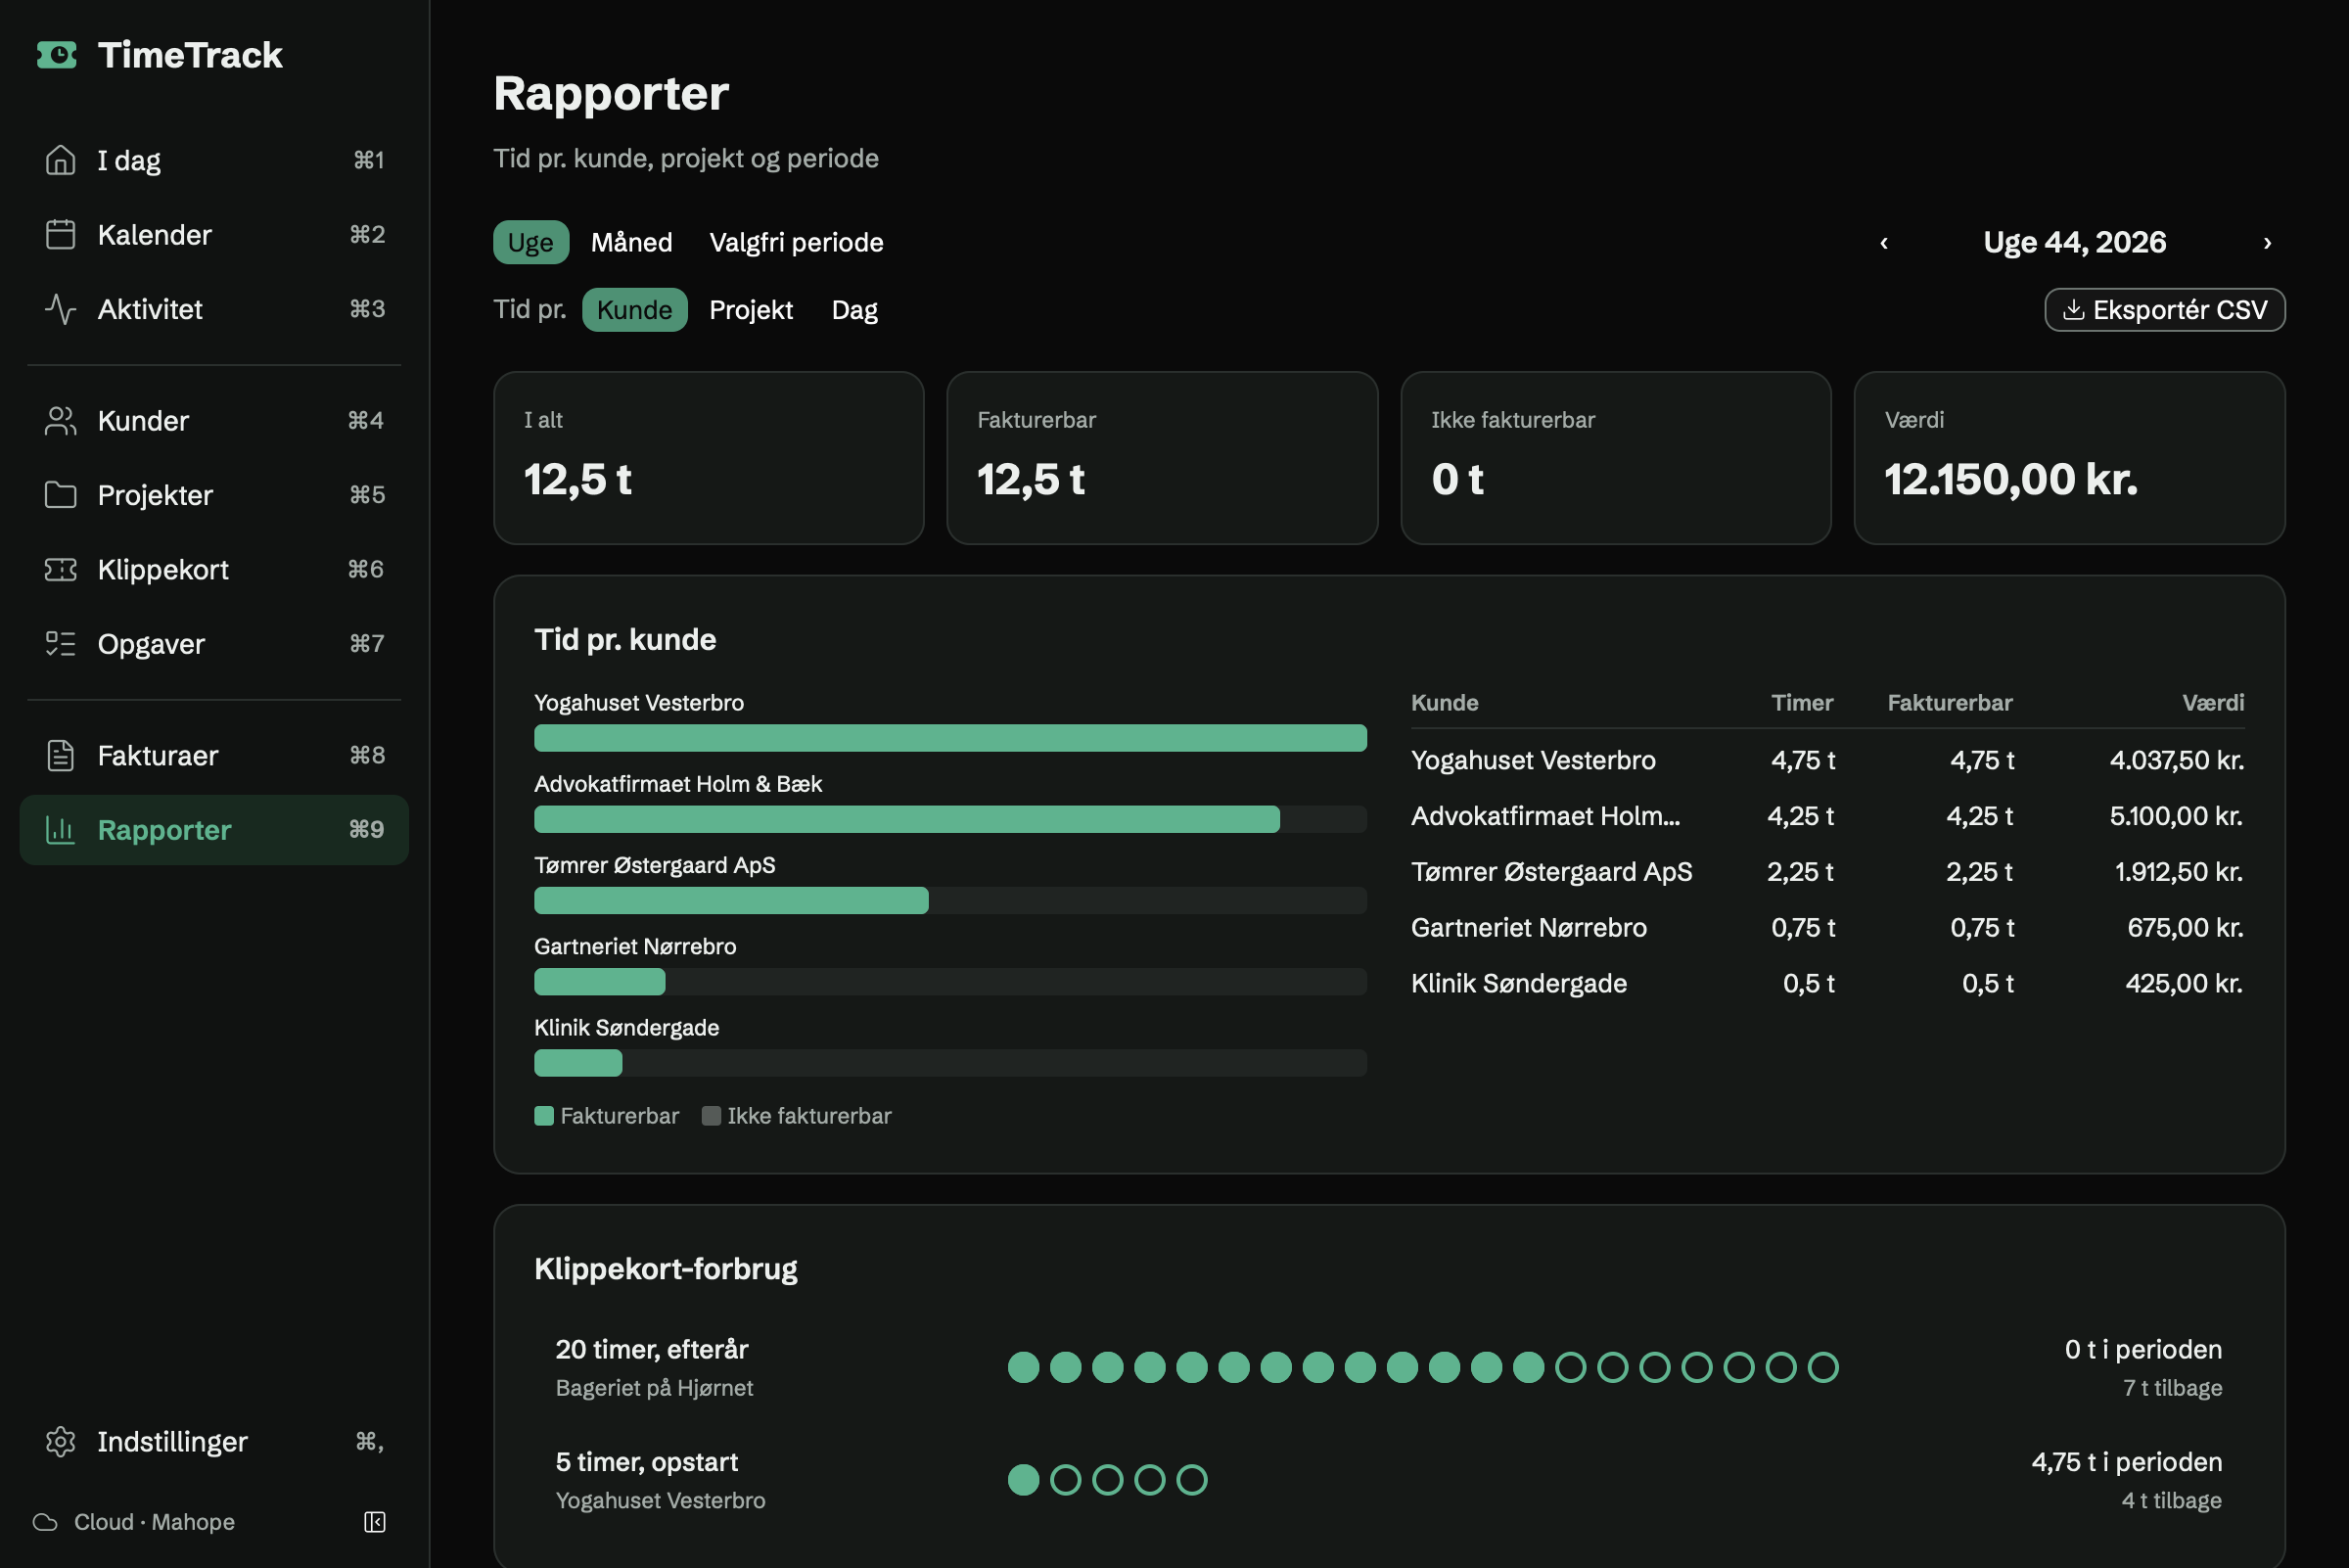 TimeTrack
I dag ⌘1
Kalender ⌘2
Aktivitet ⌘3
Kunder ⌘4
Projekter ⌘5
Klippekort ⌘6
Opgaver ⌘7
Fakturaer ⌘8
Rapporter ⌘9
Indstillinger ⌘,
Cloud · Mahope
Rapporter
Tid pr. kunde, projekt og periode
Uge Måned Valgfri periode
‹ Uge 44, 2026 ›
Tid pr. Kunde Projekt Dag
Eksportér CSV
I alt
12,5 t
Fakturerbar
12,5 t
Ikke fakturerbar
0 t
Værdi
12.150,00 kr.
Tid pr. kunde
Yogahuset Vesterbro
Advokatfirmaet Holm & Bæk
Tømrer Østergaard ApS
Gartneriet Nørrebro
Klinik Søndergade
Fakturerbar Ikke fakturerbar
Kunde Timer Fakturerbar Værdi
Yogahuset Vesterbro 4,75 t 4,75 t 4.037,50 kr.
Advokatfirmaet Holm... 4,25 t 4,25 t 5.100,00 kr.
Tømrer Østergaard ApS 2,25 t 2,25 t 1.912,50 kr.
Gartneriet Nørrebro 0,75 t 0,75 t 675,00 kr.
Klinik Søndergade 0,5 t 0,5 t 425,00 kr.
Klippekort-forbrug
20 timer, efterår
Bageriet på Hjørnet
0 t i perioden
7 t tilbage
5 timer, opstart
Yogahuset Vesterbro
4,75 t i perioden
4 t tilbage